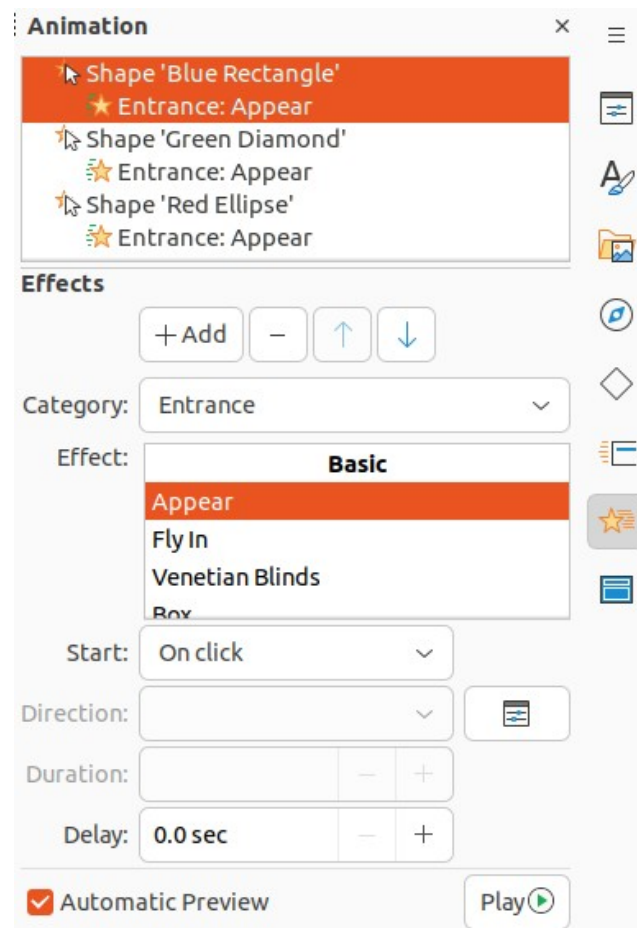 Animation
Shape 'Blue Rectangle'
Entrance: Appear
Shape 'Green Diamond'
Entrance: Appear
Shape 'Red Ellipse'
Entrance: Appear
Effects
+ Add
Category: Entrance
Effect: Basic
Appear
Fly In
Venetian Blinds
Box
Start: On click
Direction:
Duration:
Delay: 0.0 sec
Automatic Preview Play